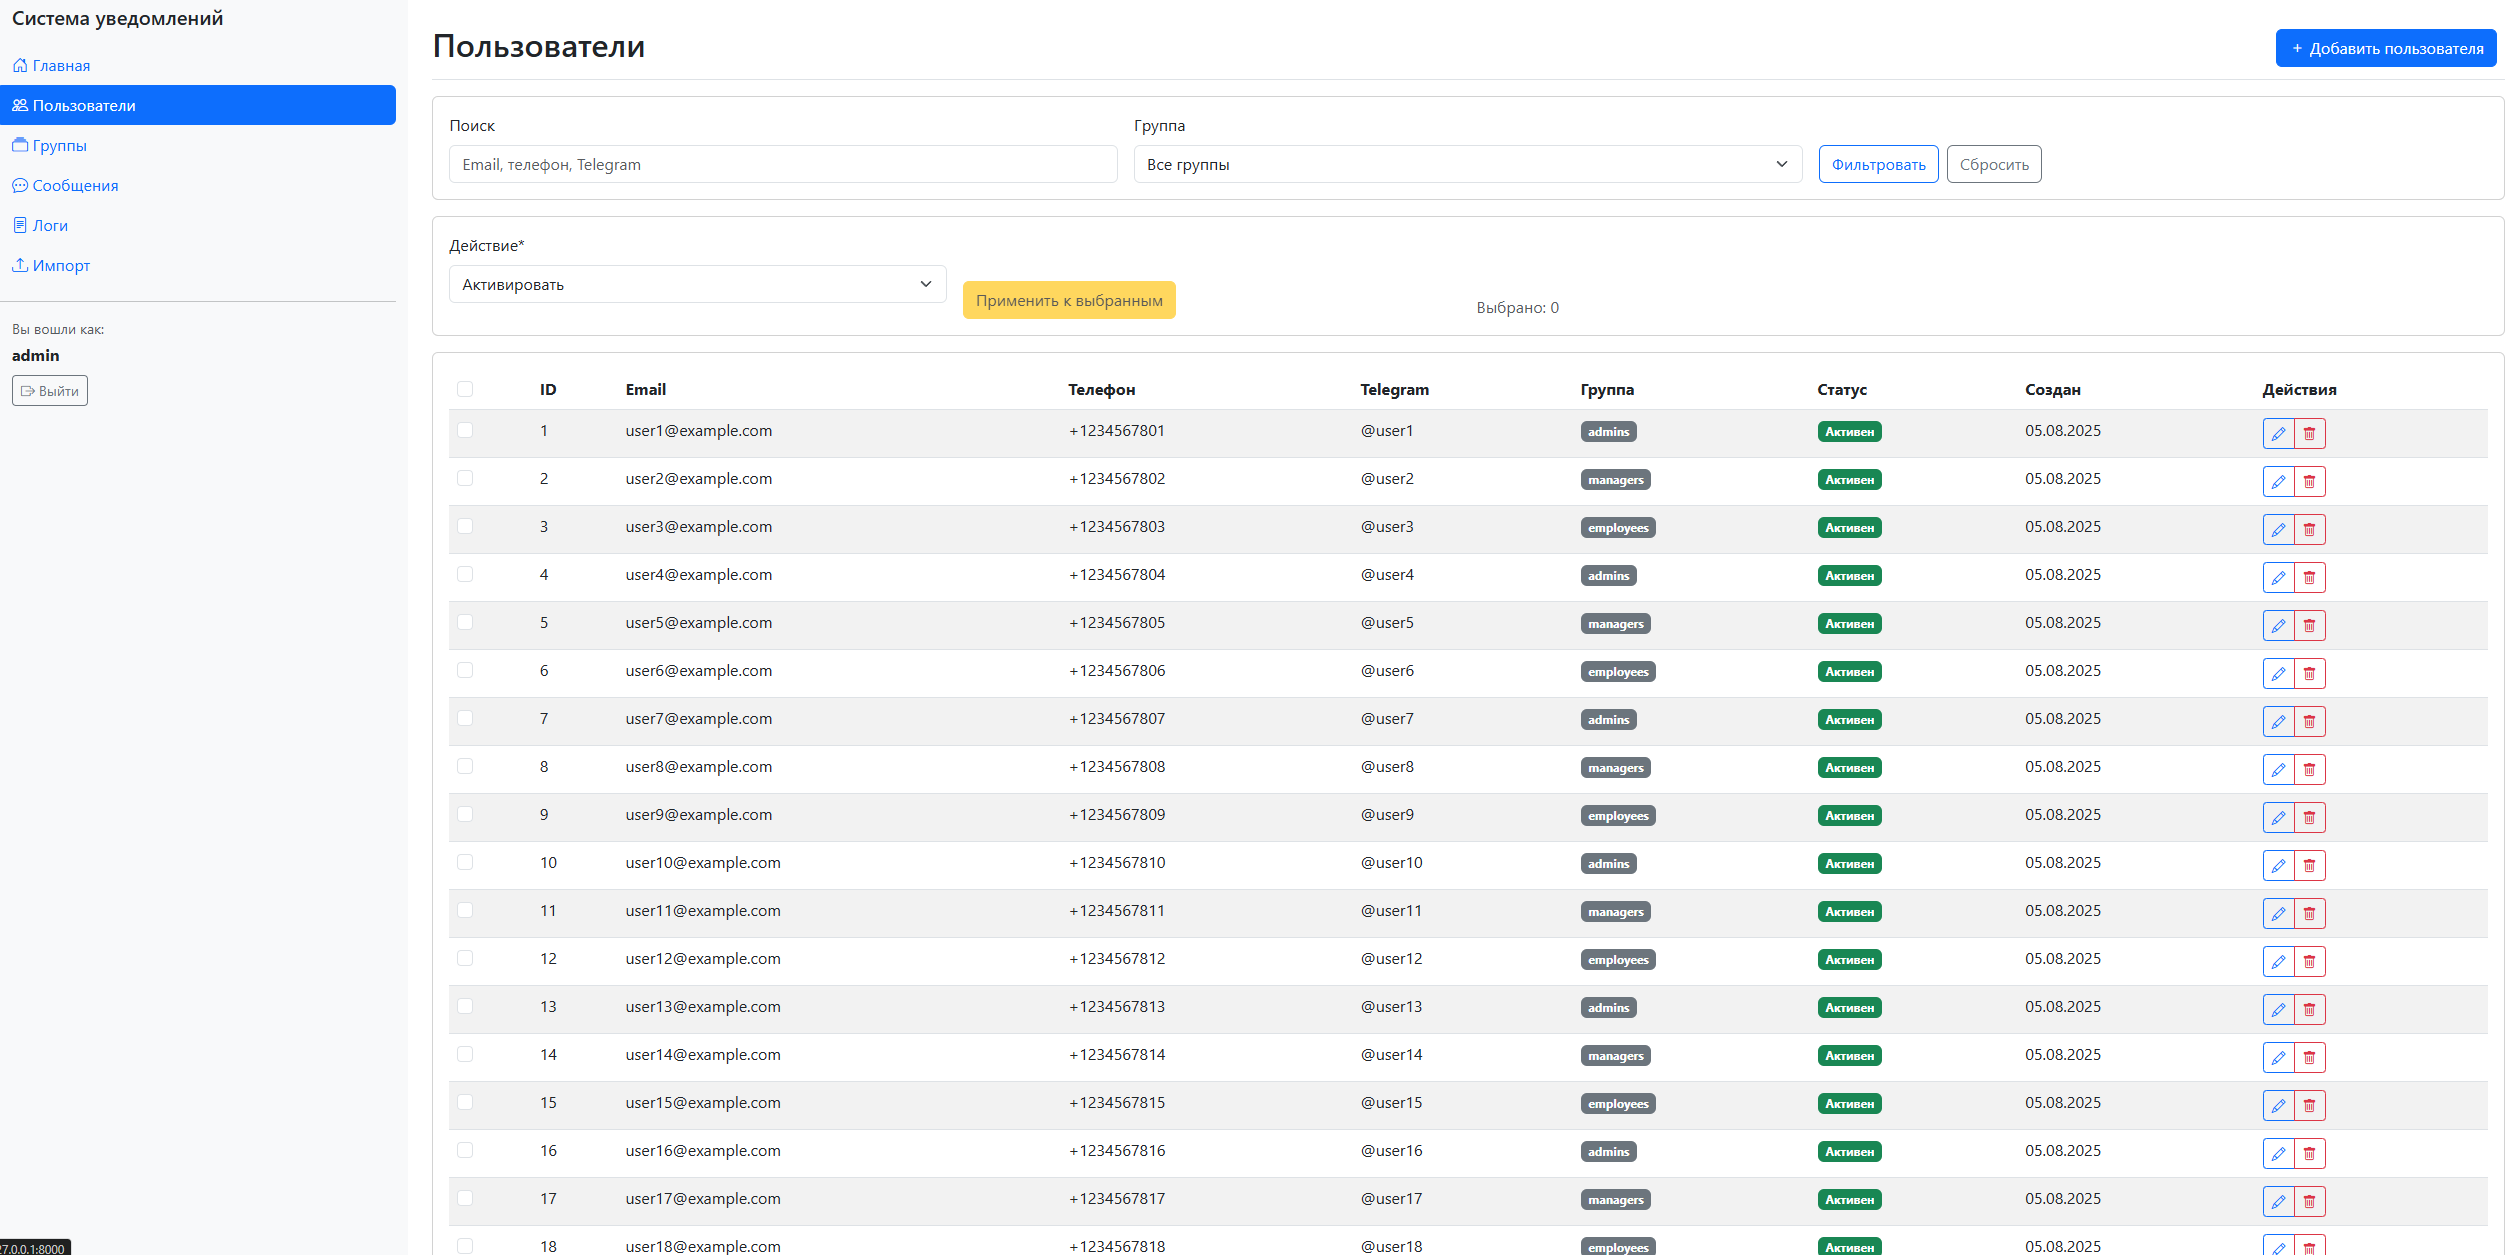 Система уведомлений
Главная
Пользователи
Группы
Сообщения
Логи
Импорт
Вы вошли как:
admin
Выйти
Пользователи
+ Добавить пользователя
Поиск
Группа
Email, телефон, Telegram
Все группы
Фильтровать
Сбросить
Действие*
Активировать
Применить к выбранным
Выбрано: 0
ID Email Телефон Telegram Группа Статус Создан Действия
1 user1@example.com +1234567801 @user1 admins Активен 05.08.2025
2 user2@example.com +1234567802 @user2 managers Активен 05.08.2025
3 user3@example.com +1234567803 @user3 employees Активен 05.08.2025
4 user4@example.com +1234567804 @user4 admins Активен 05.08.2025
5 user5@example.com +1234567805 @user5 managers Активен 05.08.2025
6 user6@example.com +1234567806 @user6 employees Активен 05.08.2025
7 user7@example.com +1234567807 @user7 admins Активен 05.08.2025
8 user8@example.com +1234567808 @user8 managers Активен 05.08.2025
9 user9@example.com +1234567809 @user9 employees Активен 05.08.2025
10 user10@example.com +1234567810 @user10 admins Активен 05.08.2025
11 user11@example.com +1234567811 @user11 managers Активен 05.08.2025
12 user12@example.com +1234567812 @user12 employees Активен 05.08.2025
13 user13@example.com +1234567813 @user13 admins Активен 05.08.2025
14 user14@example.com +1234567814 @user14 managers Активен 05.08.2025
15 user15@example.com +1234567815 @user15 employees Активен 05.08.2025
16 user16@example.com +1234567816 @user16 admins Активен 05.08.2025
17 user17@example.com +1234567817 @user17 managers Активен 05.08.2025
18 user18@example.com +1234567818 @user18 employees Активен 05.08.2025
27.0.0.1:8000